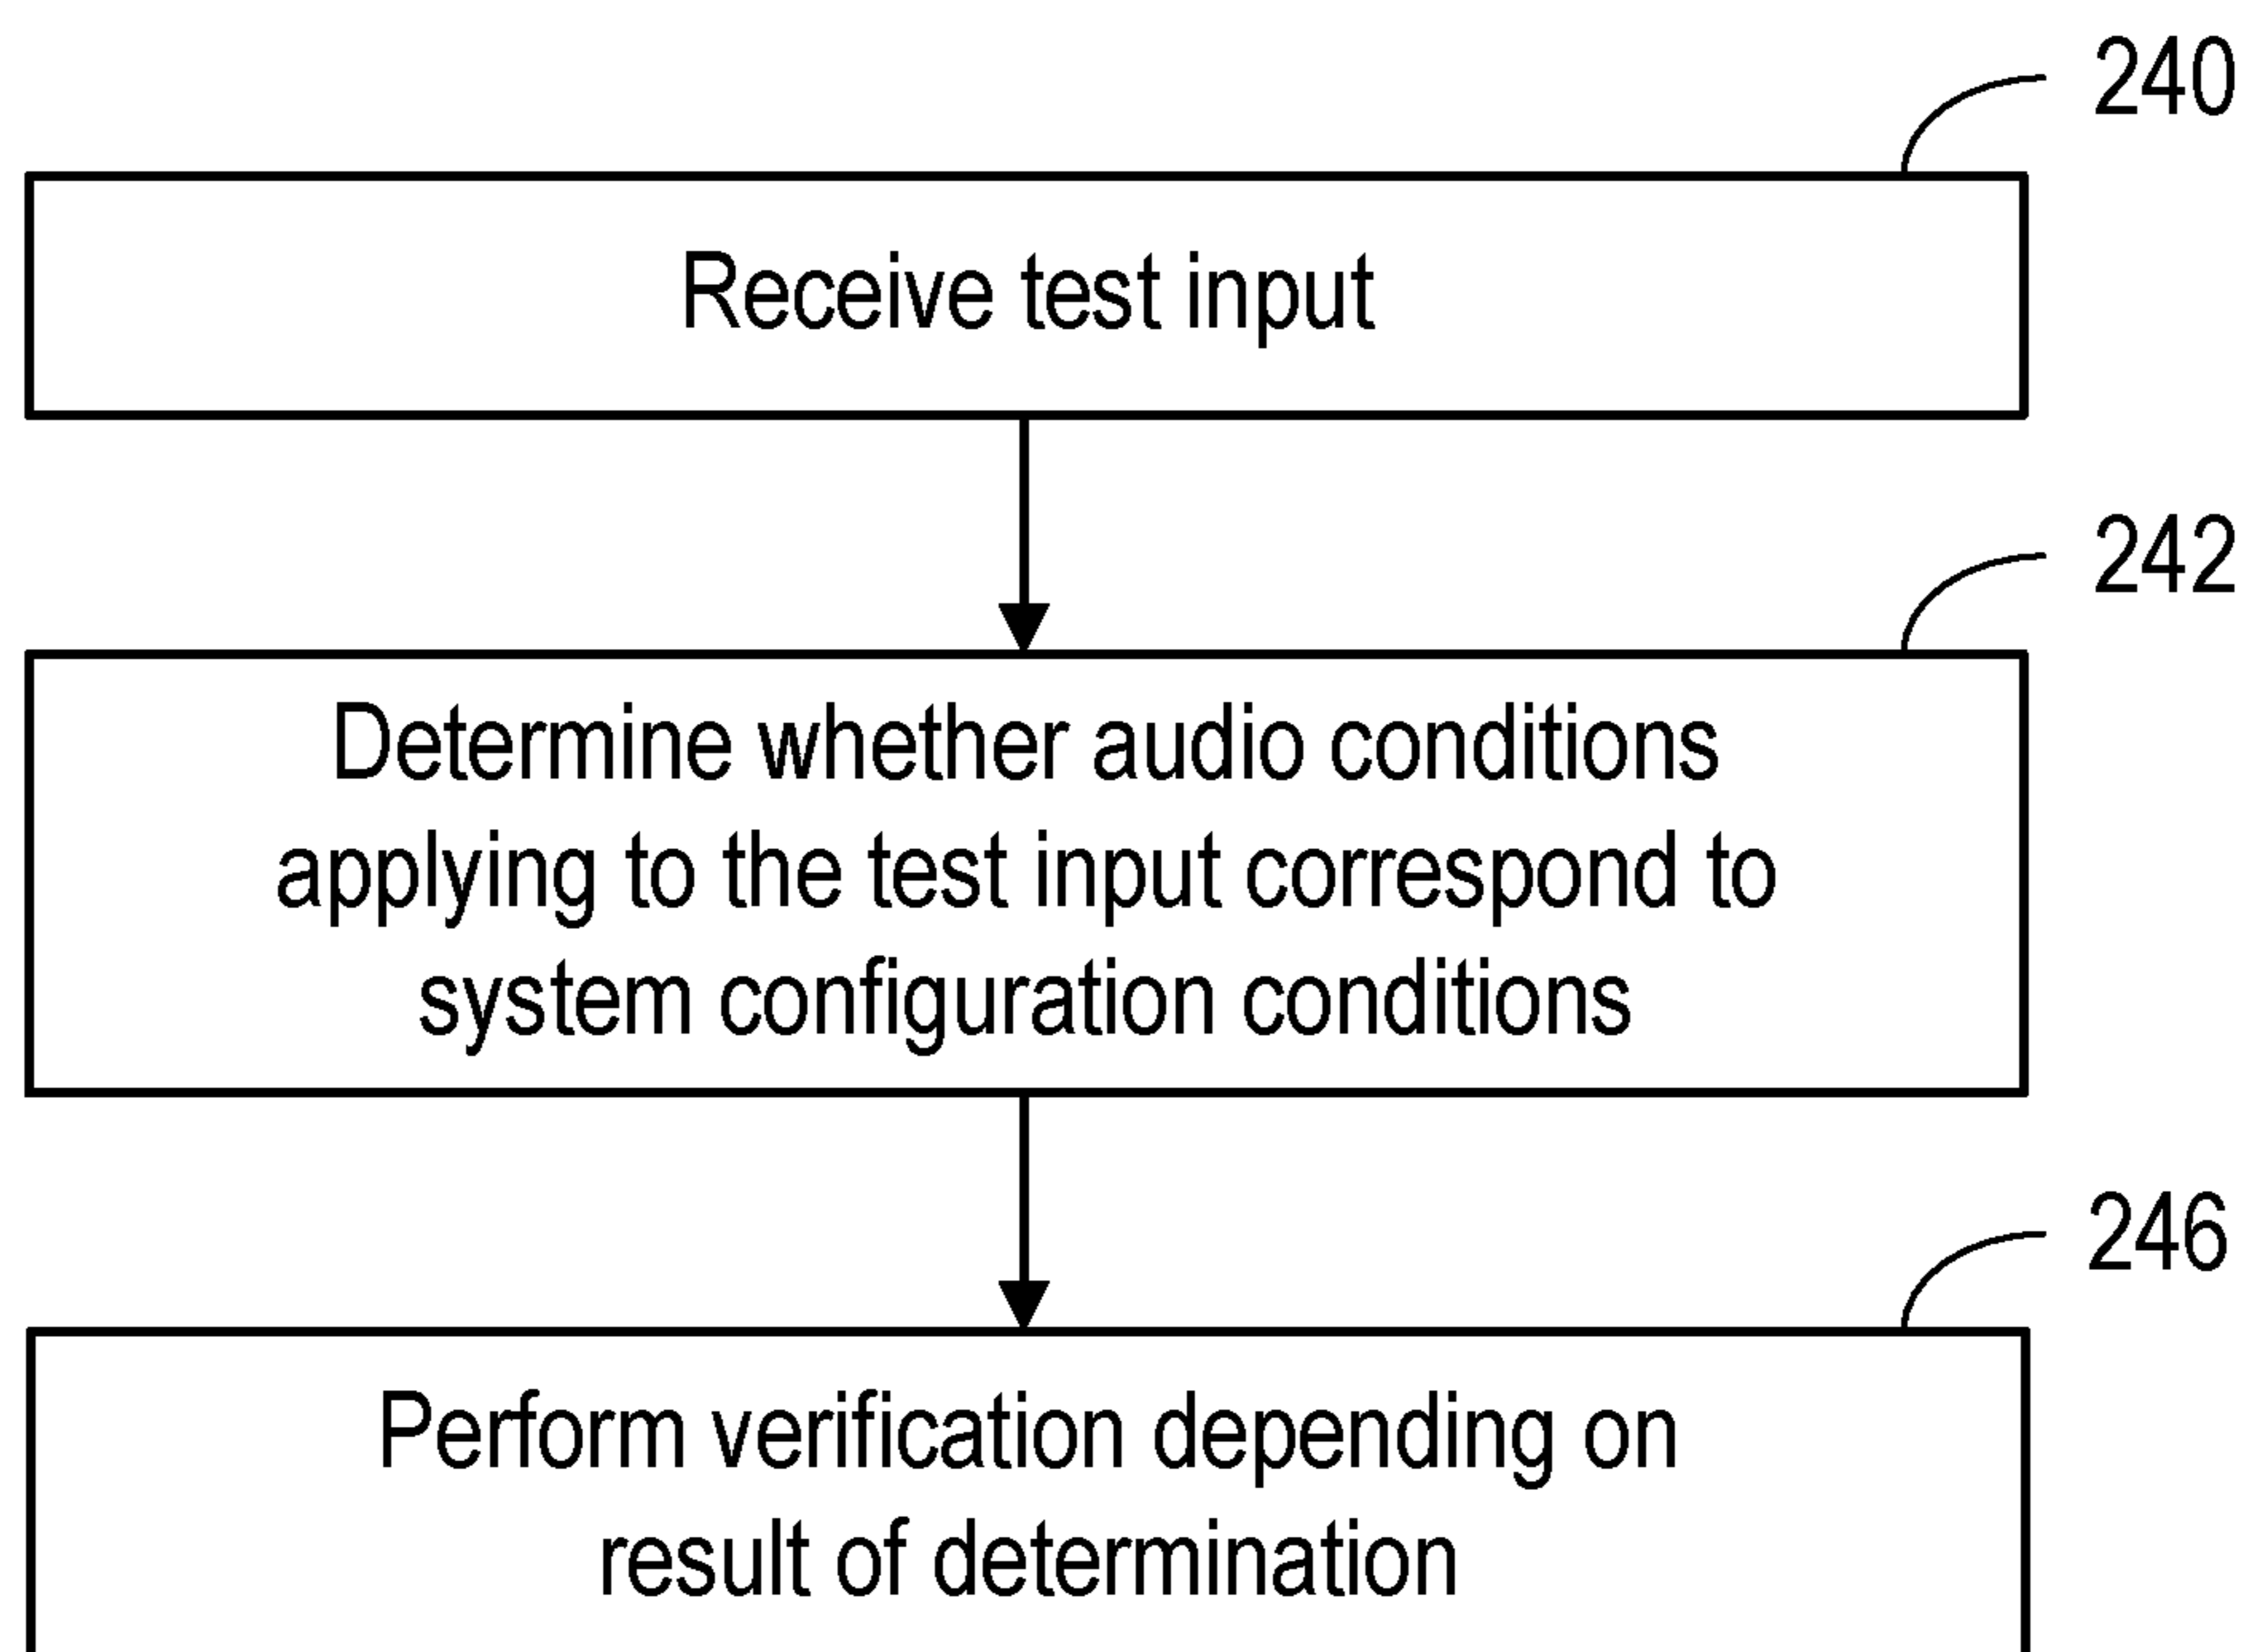 240
Receive test input
242
Determine whether audio conditions
applying to the test input correspond to
system configuration conditions
246
Perform verification depending on
result of determination